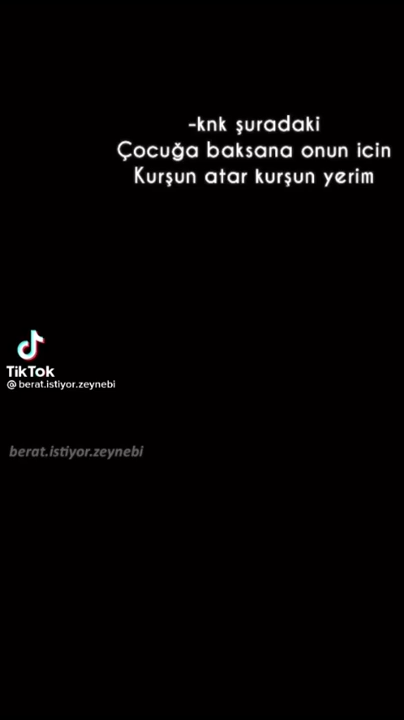 -knk şuradaki
Çocuğa baksana onun icin
Kurşun atar kurşun yerim
TikTok
@berat.istiyor.zeynebi
berat.istiyor.zeynebi